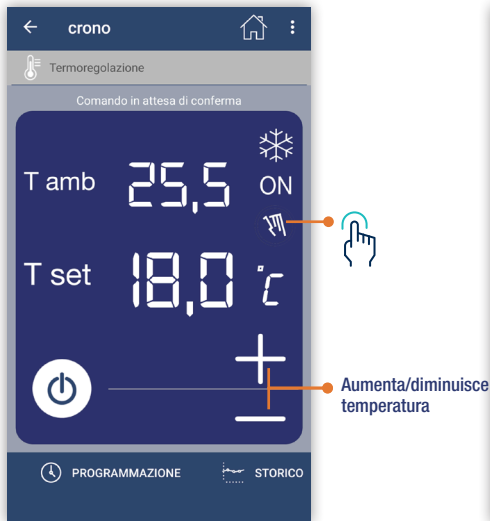 crono
Termoregolazione
Comando in attesa di conferma
T amb 25,5 ON
T set 18,0 °C
Aumenta/diminuisce
temperatura
PROGRAMMAZIONE STORICO